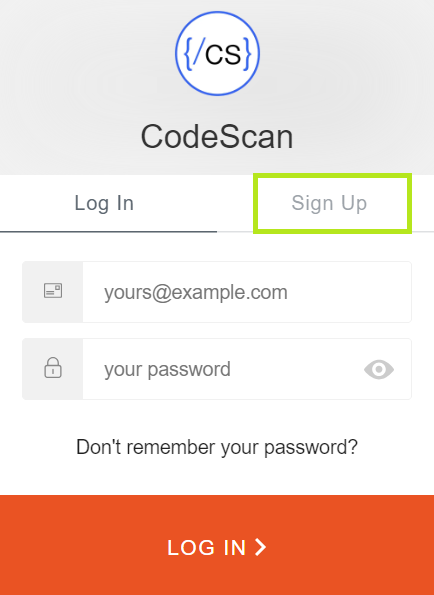 {/CS}
CodeScan
Log In
Sign Up
yours@example.com
your password
Don't remember your password?
LOG IN >